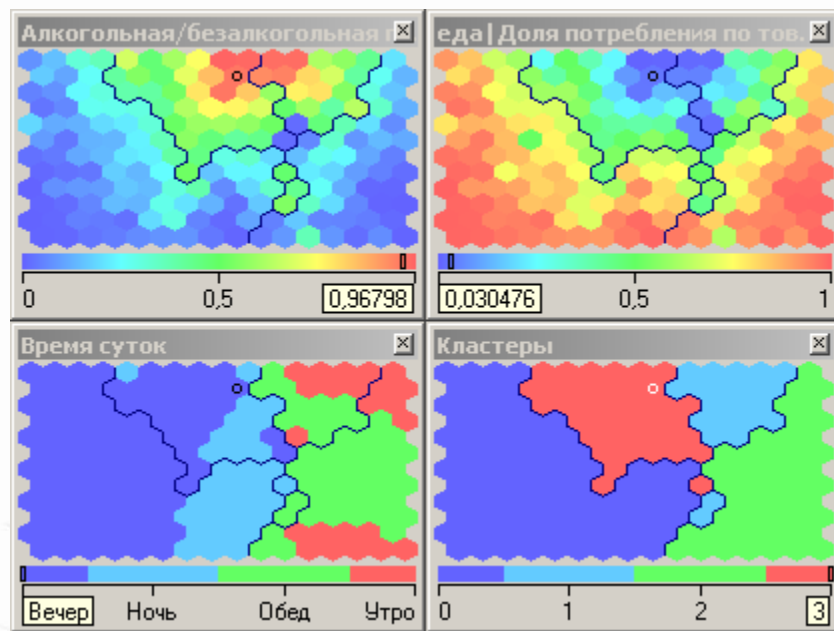 Алкогольная/безалкогольная
еда|Доля потребления по тов.
0 0,5 0,96798
0,030476 0,5 1
Время суток
Кластеры
Вечер Ночь Обед Утро
0 1 2 3